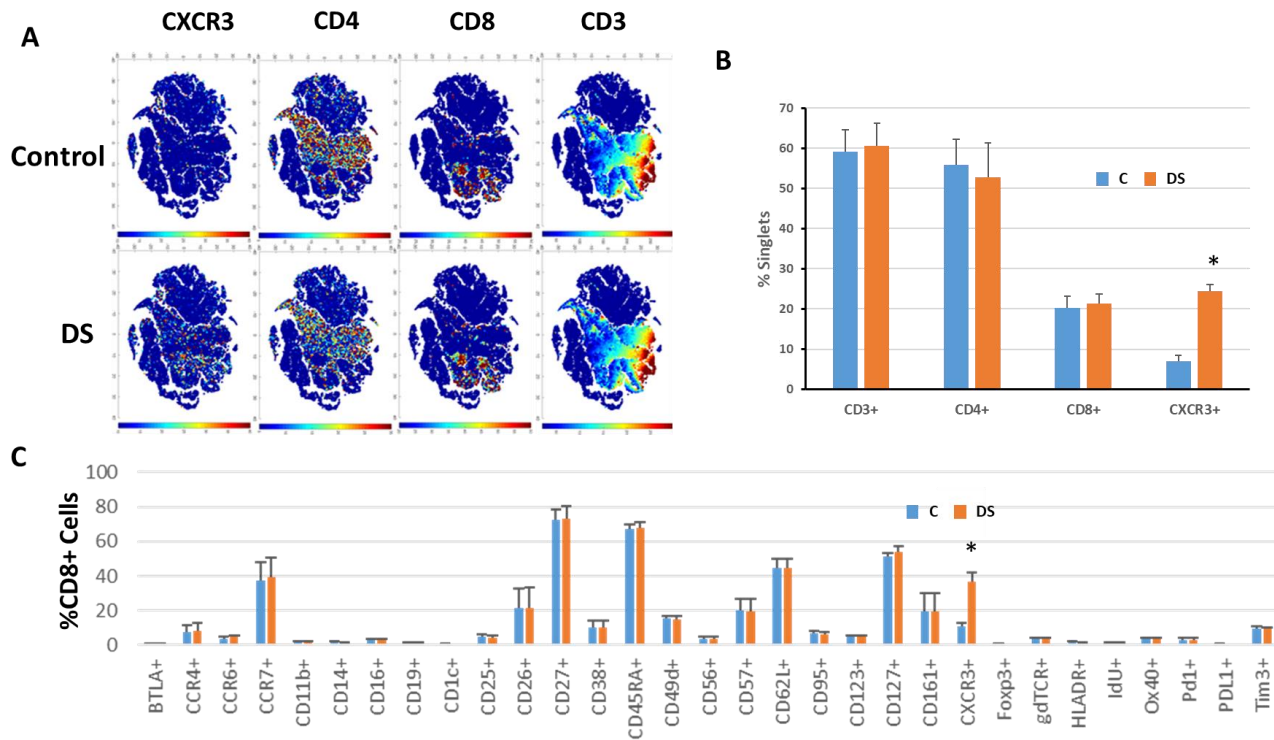 A
CXCR3 CD4 CD8 CD3
Control
DS
B
70
60
50
40
30
20
10
0
% Singlets
C DS
*
CD3+ CD4+ CD8+ CXCR3+
C
100
80
60
40
20
0
%CD8+ Cells
C DS
*
BTLA+
CCR4+
CCR6+
CCR7+
CD11b+
CD14+
CD16+
CD19+
CD1c+
CD25+
CD26+
CD27+
CD38+
CD45RA+
CD49d+
CD56+
CD57+
CD62L+
CD95+
CD123+
CD127+
CD161+
CXCR3+
Foxp3+
gdTCR+
HLADR+
IdU+
Ox40+
Pd1+
PDL1+
Tim3+